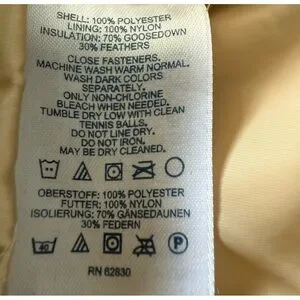 SHELL: 100% POLYESTER
LINING: 100% NYLON
INSULATION: 70% GOOSEDOWN
30% FEATHERS
CLOSE FASTENERS.
MACHINE WASH WARM NORMAL.
WASH DARK COLORS
SEPARATELY.
ONLY NON-CHLORINE
BLEACH WHEN NEEDED.
TUMBLE DRY LOW WITH CLEAN
TENNIS BALLS.
DO NOT LINE DRY.
DO NOT IRON.
MAY BE DRY CLEANED.
OBERSTOFF: 100% POLYESTER
FUTTER: 100% NYLON
ISOLIERUNG: 70% GÄNSEDAUNEN
30% FEDERN
40
P
RN 62830